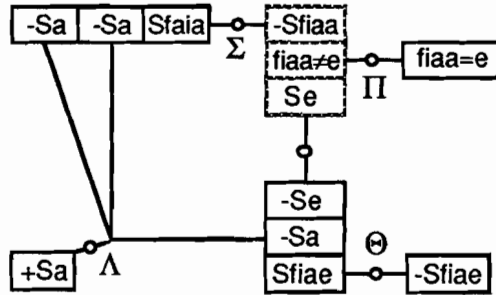 -Sa -Sa Sfaia Σ -Sfiaa
fiaa≠e Π fiaa=e
Se
-Se
-Sa Θ
+Sa Λ Sfiae -Sfiae